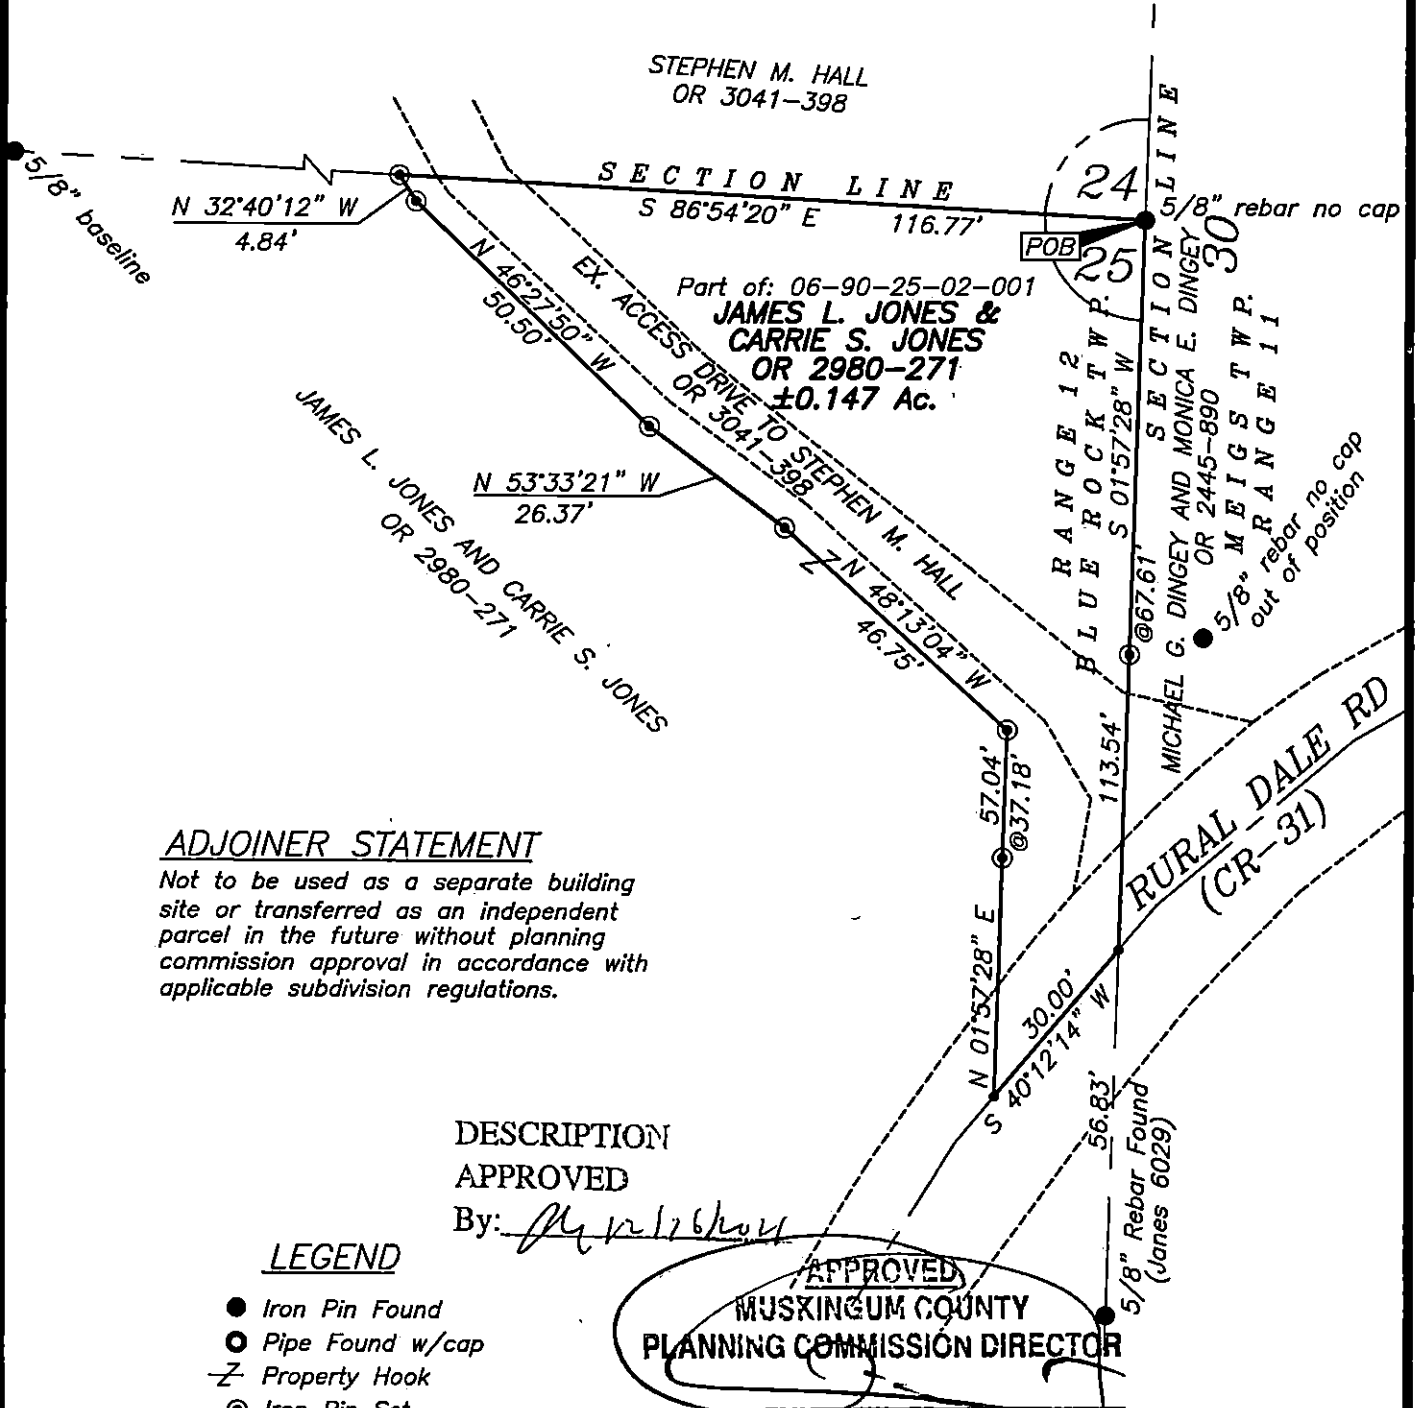 STEPHEN M. HALL
OR 3041-398
5/8" baseline
N 32°40'12" W
4.84'
SECTION LINE
S 86°54'20" E 116.77'
24
25
30
POB
SECTION LINE
5/8" rebar no cap
N 46°27'50" W
50.50'
EX. ACCESS DRIVE TO STEPHEN M. HALL
OR 3041-398
Part of: 06-90-25-02-001
JAMES L. JONES &
CARRIE S. JONES
OR 2980-271
±0.147 Ac.
RANGE 12
BLUE ROCK TWP.
S 01°57'28" W
113.54'
@67.61'
MICHAEL G. DINGEY AND MONICA E. DINGEY
OR 2445-890
MEIGS TWP.
RANGE 11
5/8" rebar no cap
out of position
JAMES L. JONES AND CARRIE S. JONES
OR 2980-271
N 53°33'21" W
26.37'
Z
N 48°13'04" W
46.75'
57.04'
@37.18'
N 01°57'28" E
RURAL DALE RD
(CR-31)
30.00'
S 40°12'14" W
56.83'
5/8" Rebar Found
(Janes 6029)
ADJOINER STATEMENT
Not to be used as a separate building
site or transferred as an independent
parcel in the future without planning
commission approval in accordance with
applicable subdivision regulations.
DESCRIPTION
APPROVED
By:
APPROVED
MUSKINGUM COUNTY
PLANNING COMMISSION DIRECTOR
LEGEND
Iron Pin Found
Pipe Found w/cap
Z Property Hook
Iron Pin Set